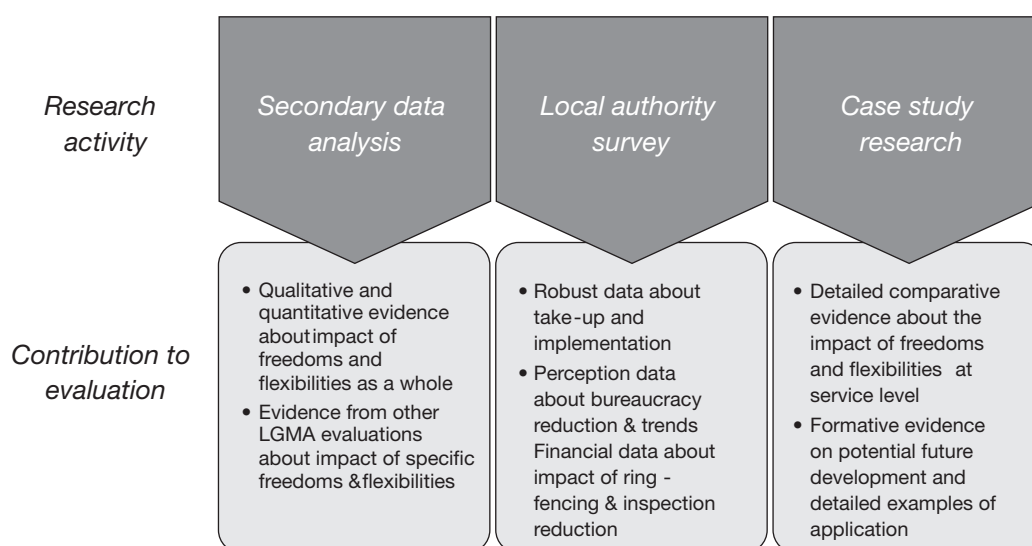 Research
activity
Secondary data
analysis
Local authority
survey
Case study
research
Contribution to
evaluation
• Qualitative and
quantitative evidence
aboutimpact of
freedoms and
flexibilities as a whole
• Evidence from other
LGMA evaluations
about impact of specific
freedoms &flexibilities
• Robust data about
take-up and
implementation
• Perception data
about bureaucracy
reduction & trends
Financial data about
impact of ring -
fencing & inspection
reduction
• Detailed comparative
evidence about the
impact of freedoms
and flexibilities at
service level
• Formative evidence
on potential future
development and
detailed examples of
application